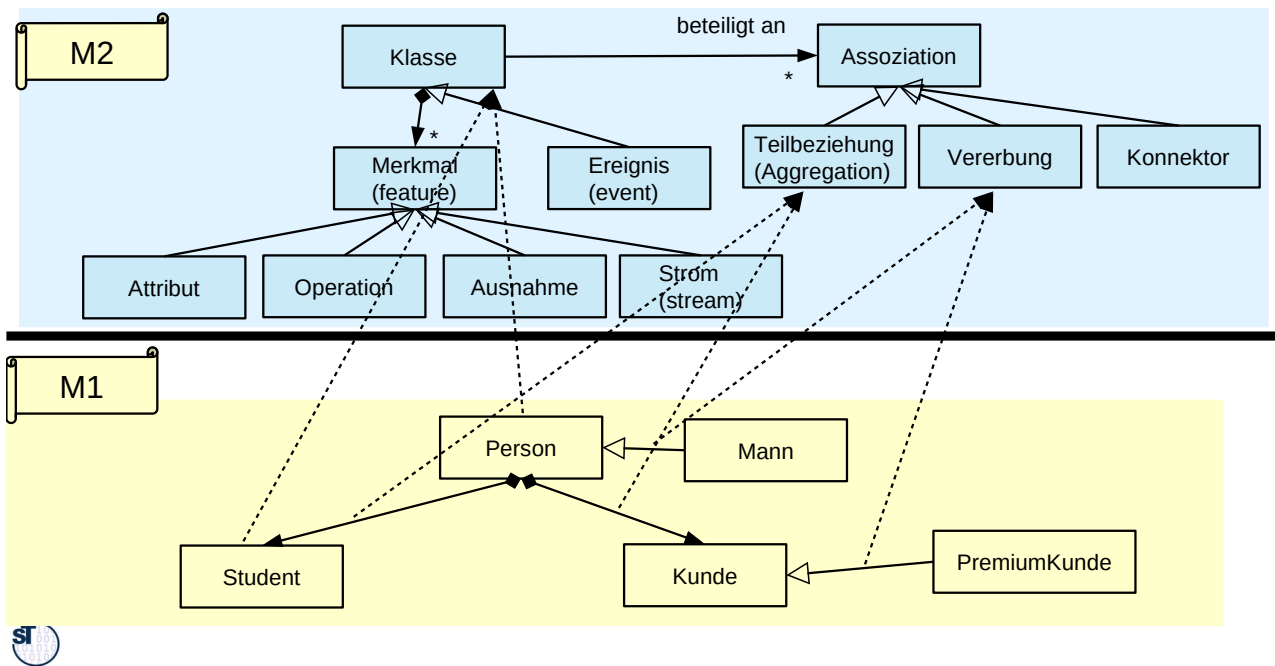 M2
Klasse
beteiligt an
Assoziation
*
*
Merkmal
(feature)
Ereignis
(event)
Teilbeziehung
(Aggregation)
Vererbung
Konnektor
Attribut
Operation
Ausnahme
Strom
(stream)
M1
Person
Mann
Student
Kunde
PremiumKunde
ST